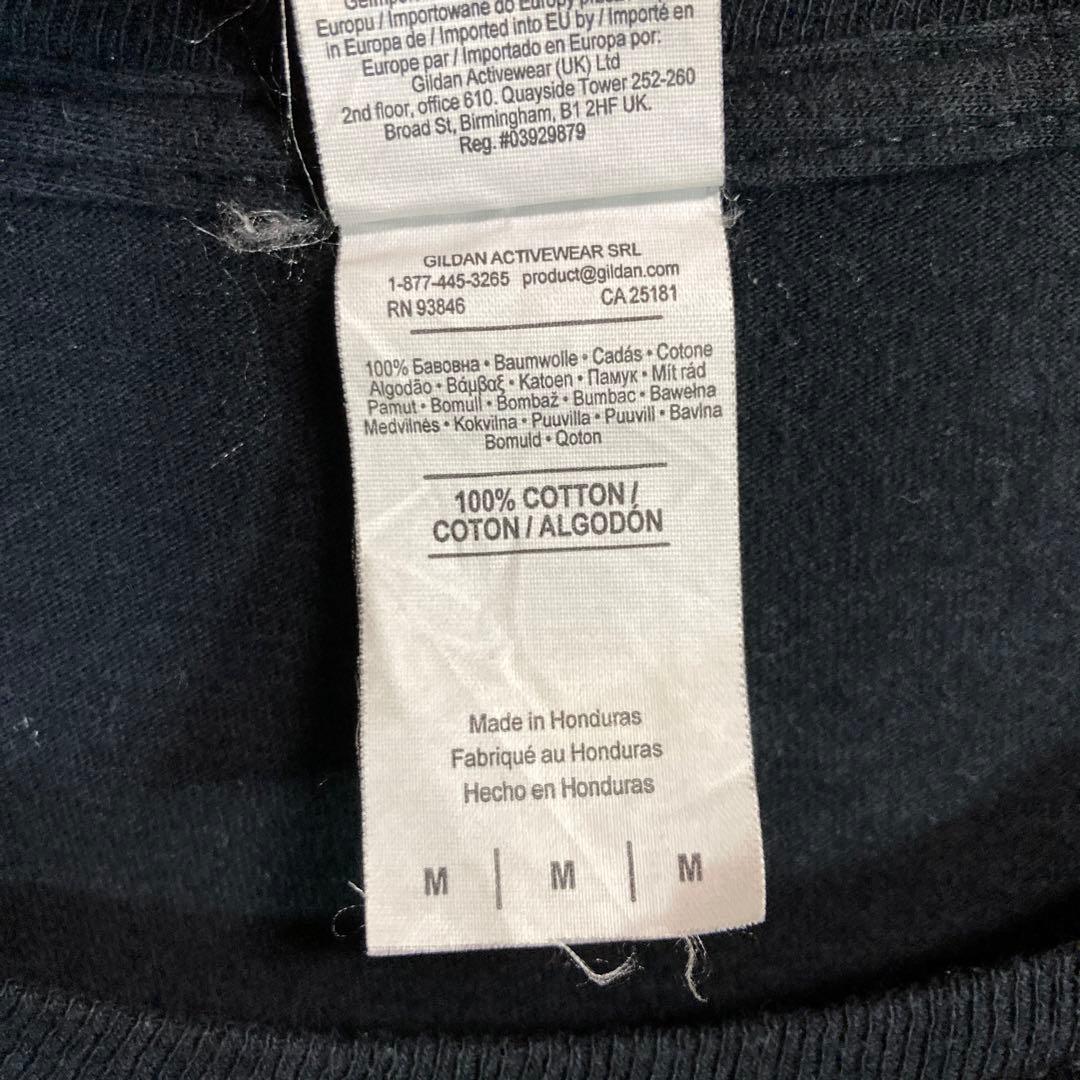 Europu / Importowane do Europy
in Europa de / Imported into EU by / Importé en
Europe par / Importado en Europa por:
Gildan Activewear (UK) Ltd
2nd floor, office 610. Quayside Tower 252-260
Broad St, Birmingham, B1 2HF UK.
Reg. #03929879
GILDAN ACTIVEWEAR SRL
1-877-445-3265 product@gildan.com
RN 93846 CA 25181
100% Бавовна • Baumwolle • Cadás • Cotone
Algodão • Βάμβαξ • Katoen • Памук • Mít rád
Pamut • Bomull • Bombaž • Bumbac • Bawełna
Medvilnės • Kokvilna • Puuvilla • Puuvill • Bavlna
Bomuld • Qoton
100% COTTON /
COTON / ALGODÓN
Made in Honduras
Fabriqué au Honduras
Hecho en Honduras
M | M | M